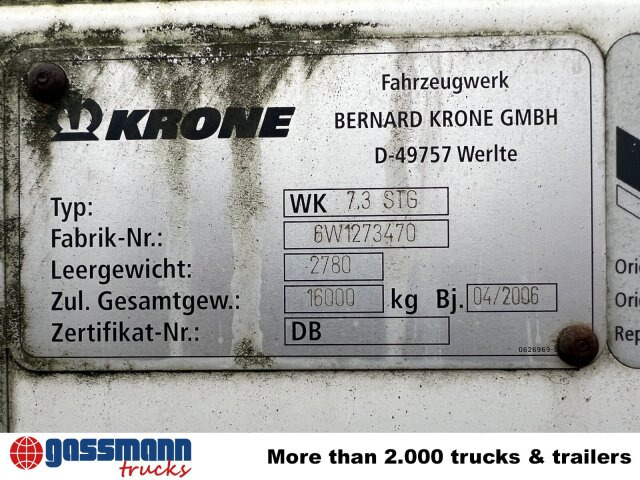 KRONE
Fahrzeugwerk
BERNARD KRONE GMBH
D-49757 Werlte
Typ: WK 7.3 STG
Fabrik-Nr.: 6W1273470
Leergewicht: 2780
Zul. Gesamtgew.: 16000 kg Bj. 04/2006
Zertifikat-Nr.: DB
gassmann
trucks
More than 2.000 trucks & trailers